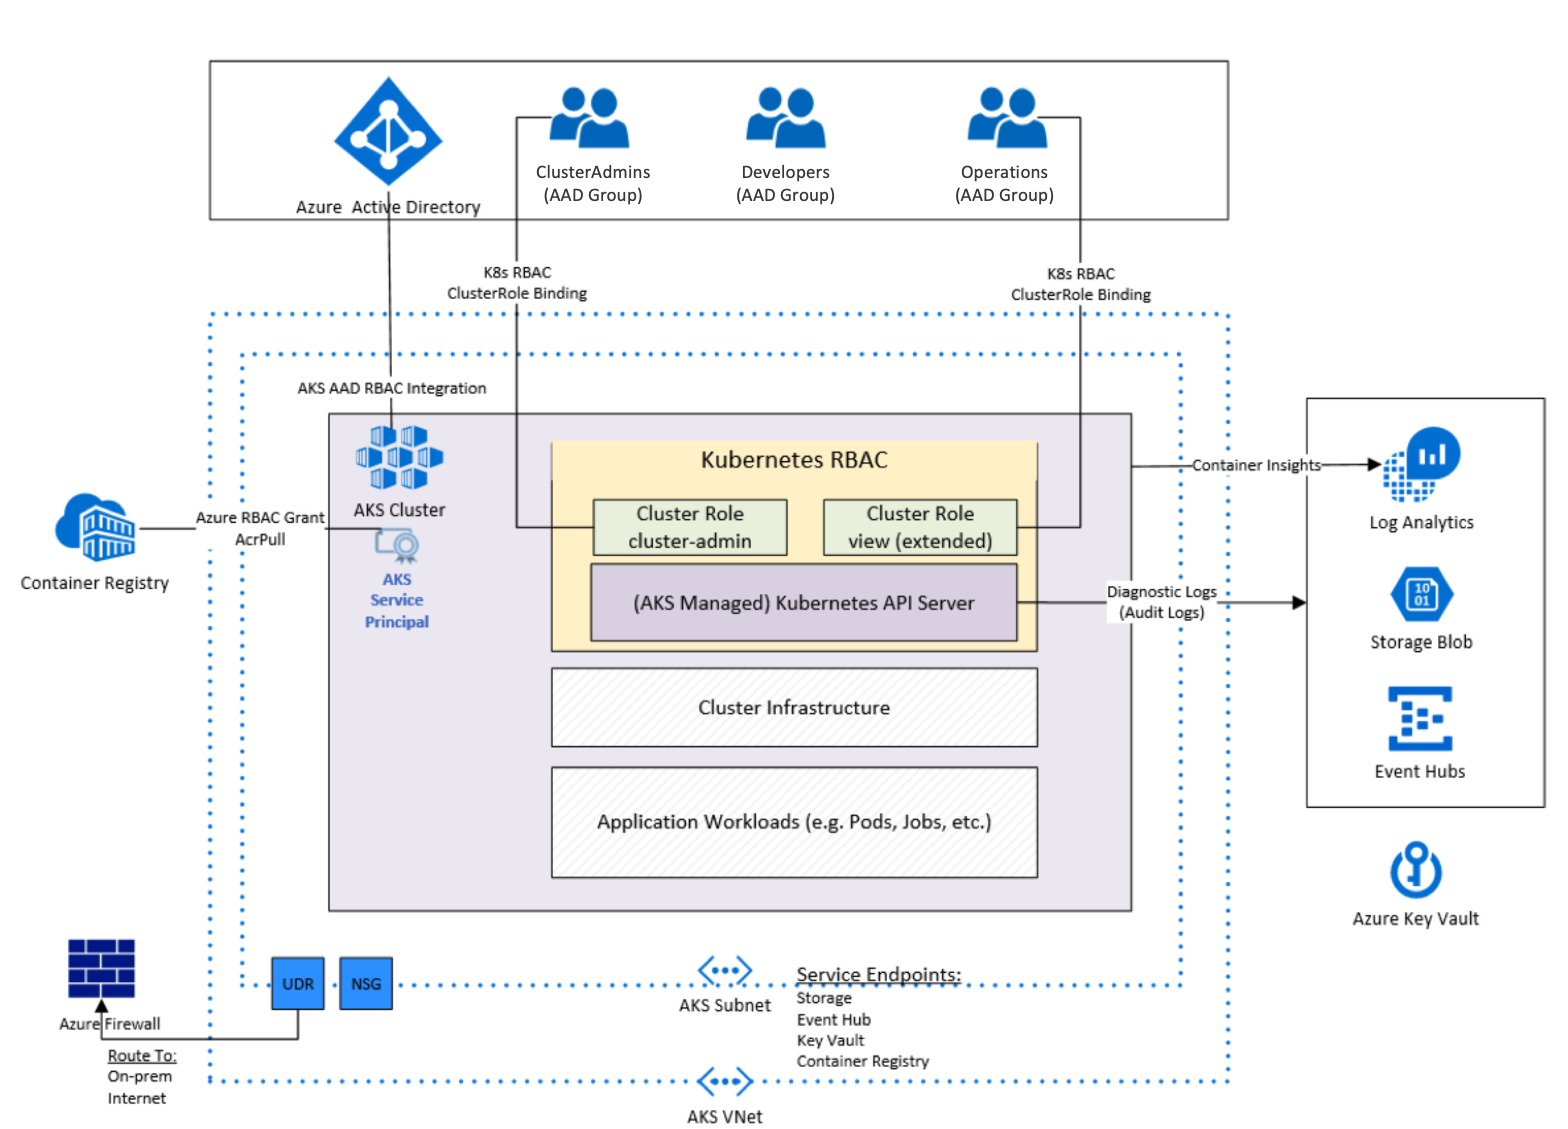 ClusterAdmins
(AAD Group)
Developers
(AAD Group)
Operations
(AAD Group)
Azure Active Directory
K8s RBAC
ClusterRole Binding
K8s RBAC
ClusterRole Binding
AKS AAD RBAC Integration
Kubernetes RBAC
Container Insights
AKS Cluster
Cluster Role
cluster-admin
Cluster Role
view (extended)
Log Analytics
Azure RBAC Grant
AcrPull
Container Registry
AKS
Service
Principal
(AKS Managed) Kubernetes API Server
Diagnostic Logs
(Audit Logs)
10
01
Storage Blob
Cluster Infrastructure
Event Hubs
Application Workloads (e.g. Pods, Jobs, etc.)
Azure Key Vault
UDR
NSG
AKS Subnet
Service Endpoints:
Storage
Event Hub
Key Vault
Container Registry
Azure Firewall
Route To:
On-prem
Internet
AKS VNet